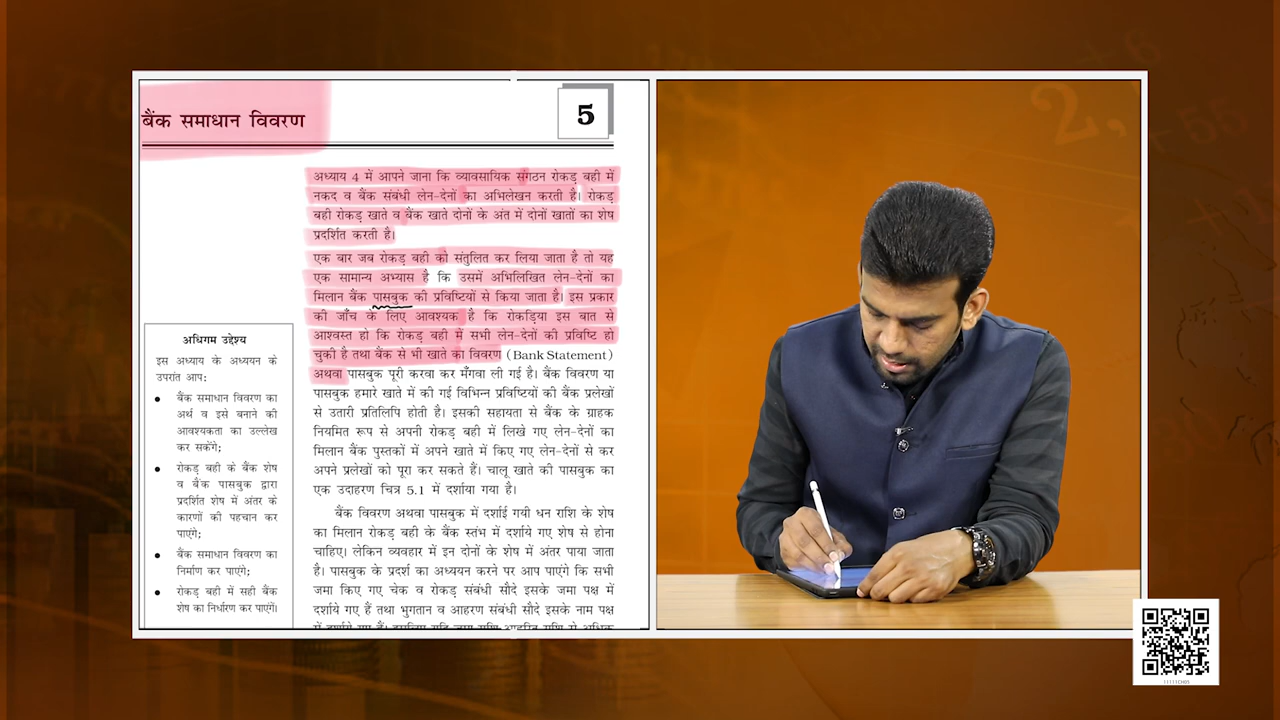 बैंक समाधान विवरण
5
अध्याय 4 में आपने जाना कि व्यावसायिक संगठन रोकड़ बही में
नकद व बैंक संबंधी लेन-देनों का अभिलेखन करती है। रोकड़
बही रोकड़ खाते व बैंक खाते दोनों के अंत में दोनों खातों का शेष
प्रदर्शित करती है।
एक बार जब रोकड़ बही को संतुलित कर लिया जाता है तो यह
एक सामान्य अभ्यास है कि उसमें अभिलिखित लेन-देनों का
मिलान बैंक पासबुक की प्रविष्टियों से किया जाता है। इस प्रकार
की जाँच के लिए आवश्यक है कि रोकड़िया इस बात से
आश्वस्त हो कि रोकड़ बही में सभी लेन-देनों की प्रविष्टि हो
चुकी है तथा बैंक से भी खाते का विवरण (Bank Statement)
अथवा पासबुक पूरी करवा कर मँगवा ली गई है। बैंक विवरण या
पासबुक हमारे खाते में की गई विभिन्न प्रविष्टियों की बैंक प्रलेखों
से उतारी प्रतिलिपि होती है। इसकी सहायता से बैंक के ग्राहक
नियमित रूप से अपनी रोकड़ बही में लिखे गए लेन-देनों का
मिलान बैंक पुस्तकों में अपने खाते में किए गए लेन-देनों से कर
अपने प्रलेखों को पूरा कर सकते हैं। चालू खाते की पासबुक का
एक उदाहरण चित्र 5.1 में दर्शाया गया है।
बैंक विवरण अथवा पासबुक में दर्शाई गयी धन राशि के शेष
का मिलान रोकड़ बही के बैंक स्तंभ में दर्शाये गए शेष से होना
चाहिए। लेकिन व्यवहार में इन दोनों के शेष में अंतर पाया जाता
है। पासबुक के प्रदर्श का अध्ययन करने पर आप पाएंगे कि सभी
जमा किए गए चेक व रोकड़ संबंधी सौदे इसके जमा पक्ष में
दर्शाये गए हैं तथा भुगतान व आहरण संबंधी सौदे इसके नाम पक्ष
अधिगम उद्देश्य
इस अध्याय के अध्ययन के
उपरांत आप:
• बैंक समाधान विवरण का
अर्थ व इसे बनाने की
आवश्यकता का उल्लेख
कर सकेंगे;
• रोकड़ बही के बैंक शेष
व बैंक पासबुक द्वारा
प्रदर्शित शेष में अंतर के
कारणों की पहचान कर
पाएंगे;
• बैंक समाधान विवरण का
निर्माण कर पाएंगे;
• रोकड़ बही में सही बैंक
शेष का निर्धारण कर पाएंगे।